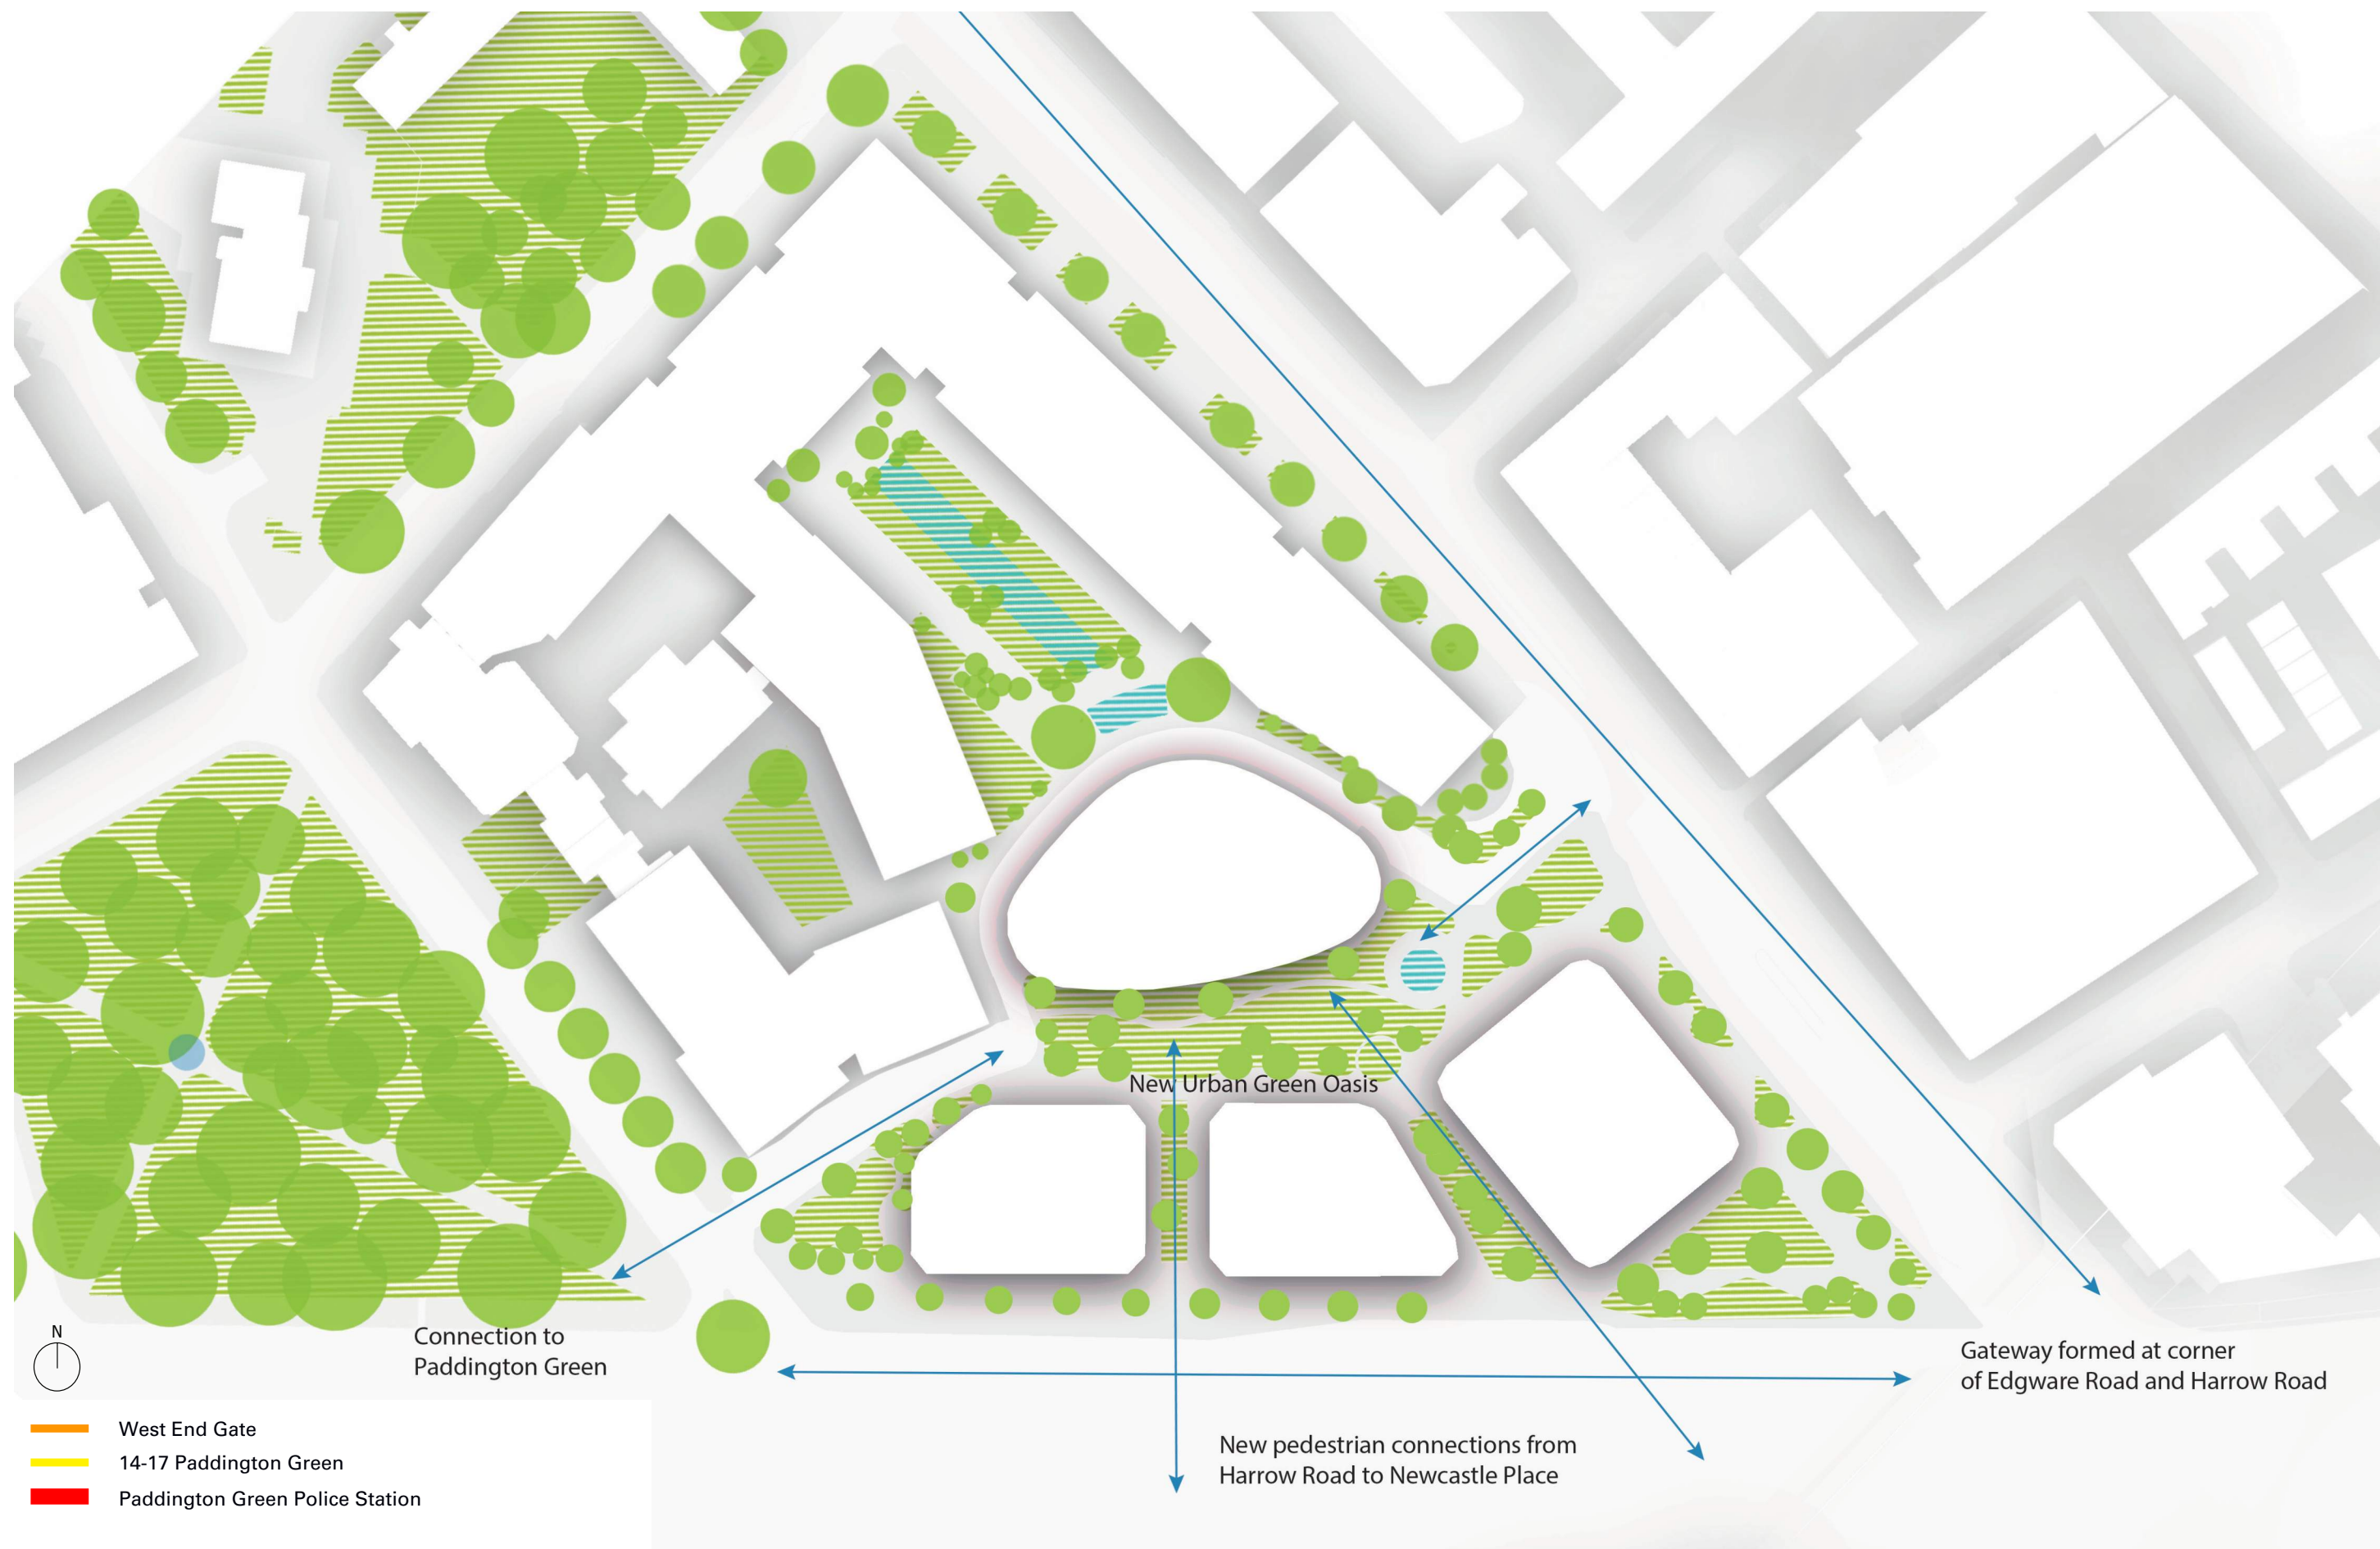 New Urban Green Oasis
Connection to
Paddington Green
Gateway formed at corner
of Edgware Road and Harrow Road
New pedestrian connections from
Harrow Road to Newcastle Place
N
West End Gate
14-17 Paddington Green
Paddington Green Police Station